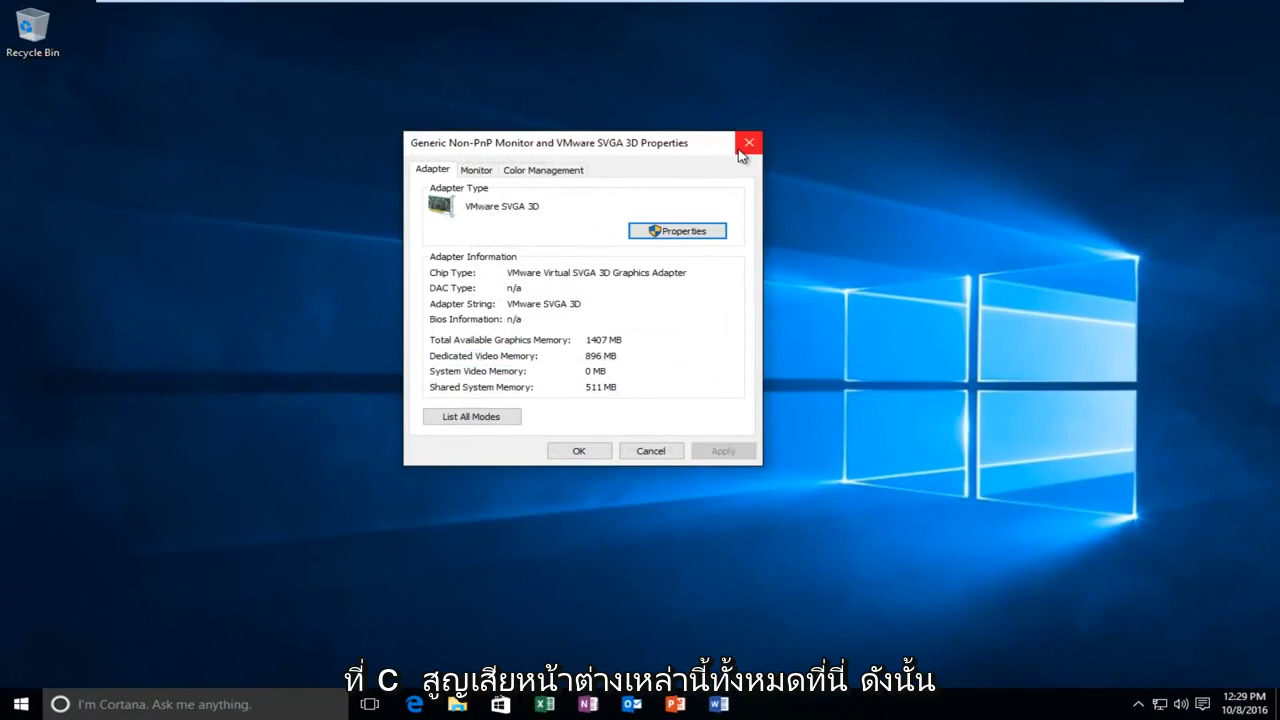 Recycle Bin
Generic Non-PnP Monitor and VMware SVGA 3D Properties
Adapter Monitor Color Management
Adapter Type
VMware SVGA 3D
Properties
Adapter Information
Chip Type: VMware Virtual SVGA 3D Graphics Adapter
DAC Type: n/a
Adapter String: VMware SVGA 3D
Bios Information: n/a
Total Available Graphics Memory: 1407 MB
Dedicated Video Memory: 896 MB
System Video Memory: 0 MB
Shared System Memory: 511 MB
List All Modes
OK Cancel Apply
ที่ C สูญเสียหน้าต่างเหล่านี้ทั้งหมดที่นี่ ดังนั้น
I'm Cortana. Ask me anything.
12:29 PM
10/8/2016